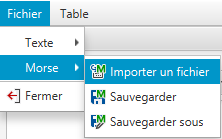 Fichier Table
Texte
Morse Importer un fichier
Fermer Sauvegarder
Sauvegarder sous